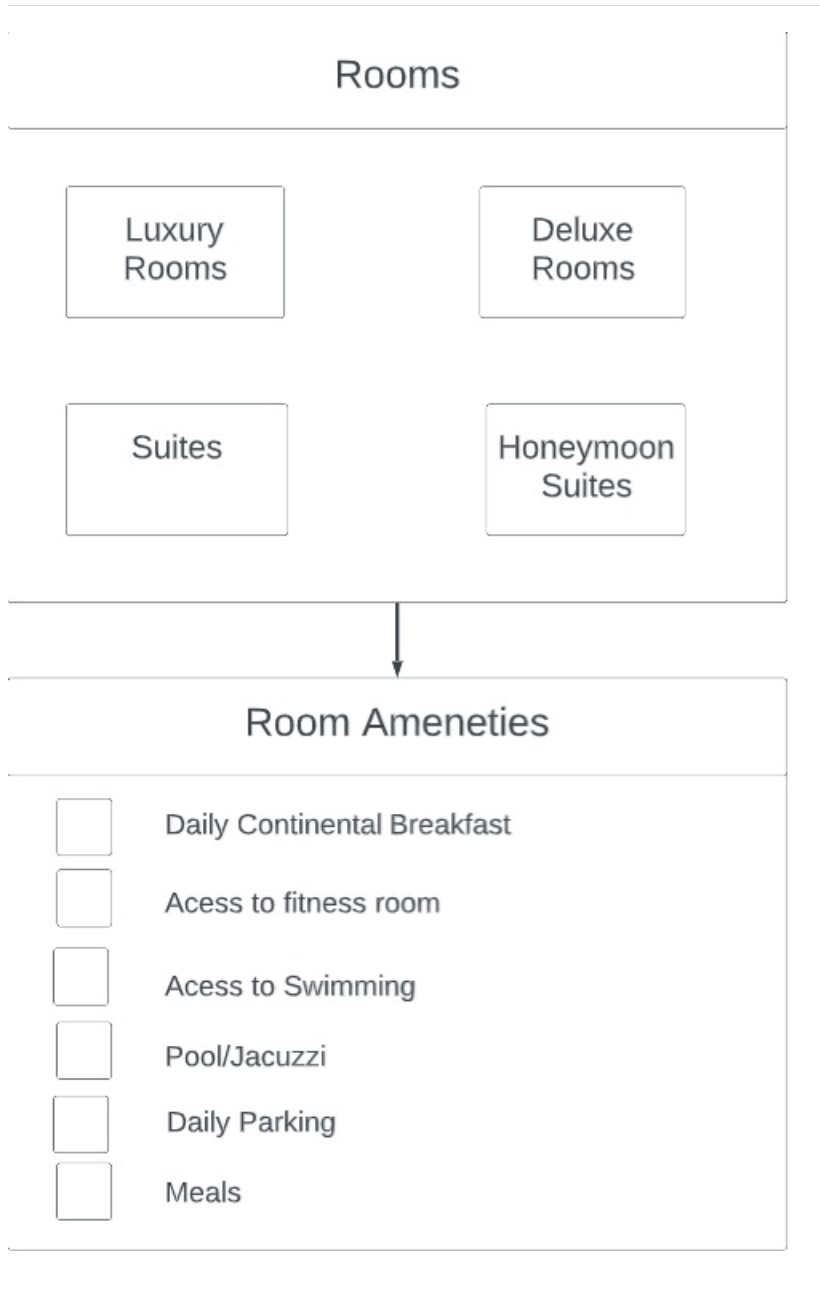 Rooms
Luxury
Rooms
Deluxe
Rooms
Suites
Honeymoon
Suites
Room Ameneties
Daily Continental Breakfast
Acess to fitness room
Acess to Swimming
Pool/Jacuzzi
Daily Parking
Meals